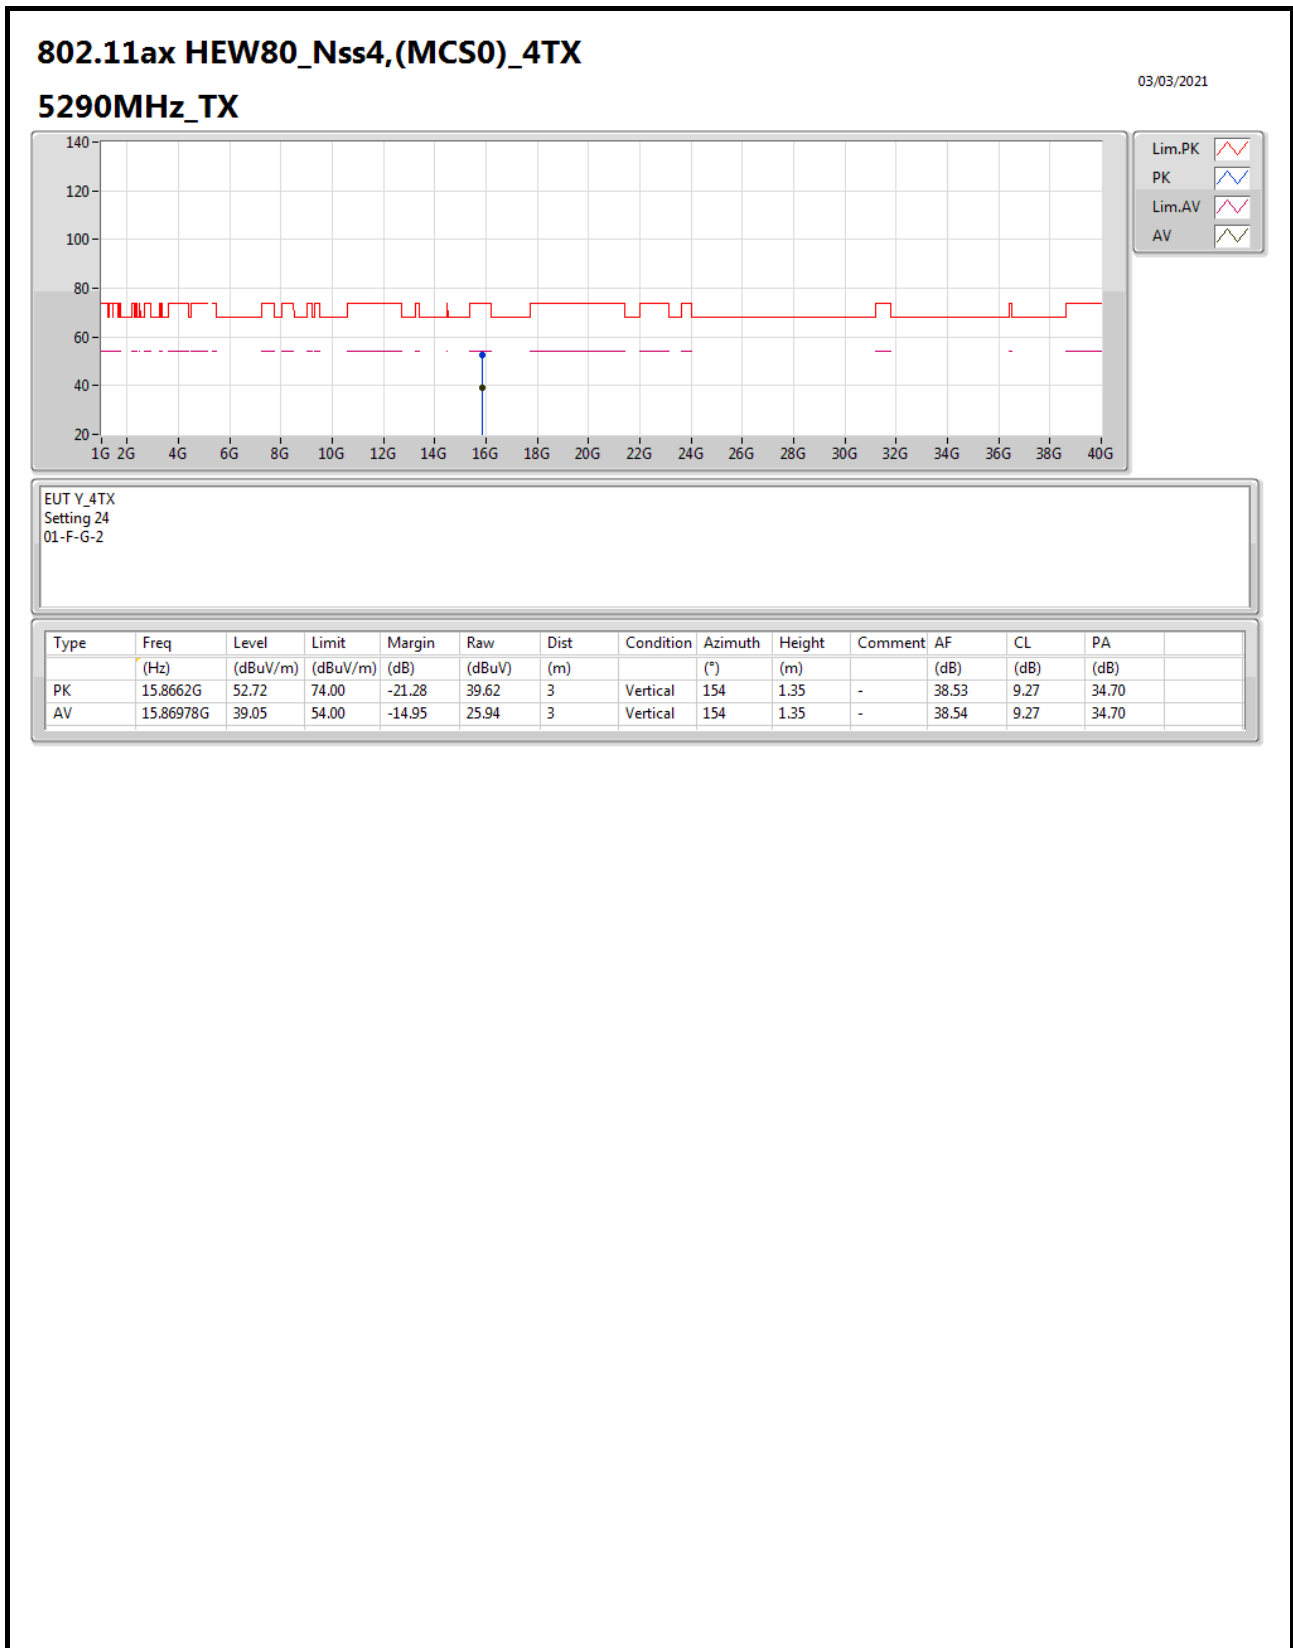 802.11ax HEW80_Nss4,(MCS0)_4TX
03/03/2021
5290MHz_TX
140
120
100
80
60
40
20
1G 2G 4G 6G 8G 10G 12G 14G 16G 18G 20G 22G 24G 26G 28G 30G 32G 34G 36G 38G 40G
Lim.PK
PK
Lim.AV
AV
EUT Y_4TX
Setting 24
01-F-G-2
Type Freq Level Limit Margin Raw Dist Condition Azimuth Height Comment AF CL PA
(Hz) (dBuV/m) (dBuV/m) (dB) (dBuV) (m) (°) (m) (dB) (dB) (dB)
PK 15.8662G 52.72 74.00 -21.28 39.62 3 Vertical 154 1.35 - 38.53 9.27 34.70
AV 15.86978G 39.05 54.00 -14.95 25.94 3 Vertical 154 1.35 - 38.54 9.27 34.70